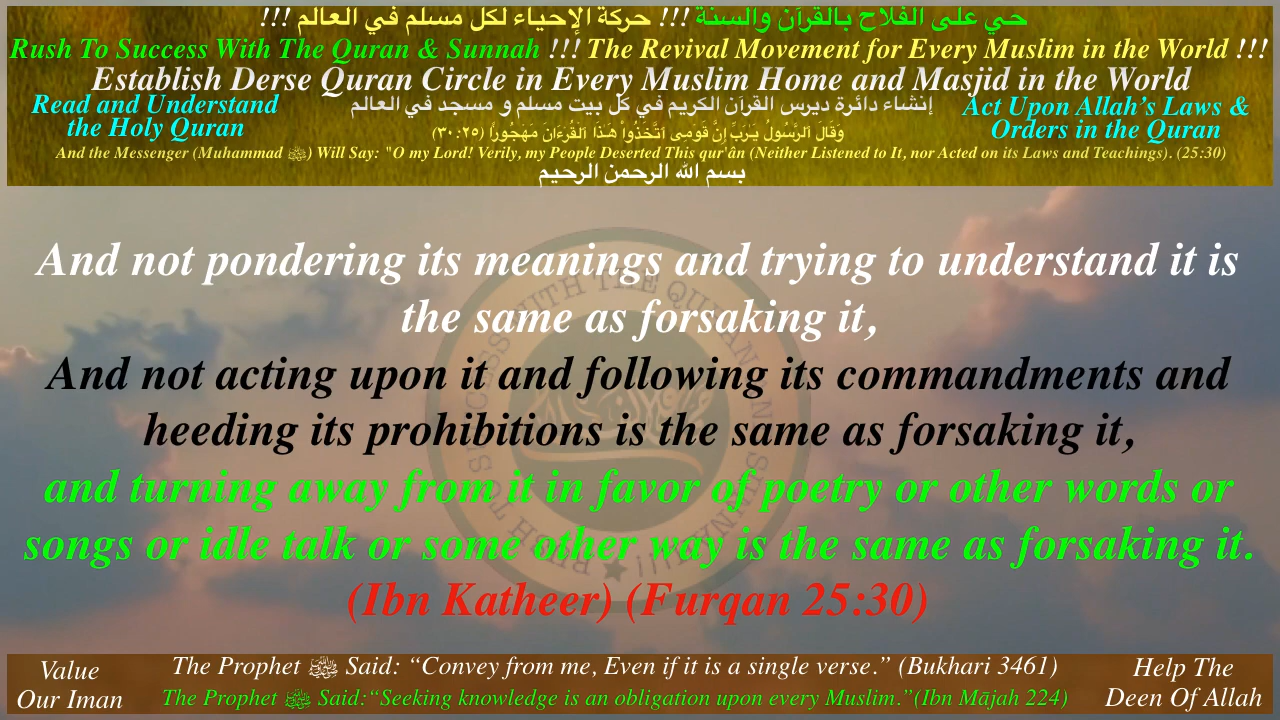 حي على الفلاح بالقرآن والسنة !!! حركة الإحياء لكل مسلم في العالم !!!
Rush To Success With The Quran & Sunnah !!! The Revival Movement for Every Muslim in the World !!!
Establish Derse Quran Circle in Every Muslim Home and Masjid in the World
Read and Understand
the Holy Quran
إنشاء دائرة ديرس القرآن الكريم في كل بيت مسلم و مسجد في العالم
وَقَالَ ٱلرَّسُولُ يَـٰرَبِّ إِنَّ قَوْمِى ٱتَّخَذُوا۟ هَـٰذَا ٱلْقُرْءَانَ مَهْجُورًا (٣٠:٢٥)
Act Upon Allah’s Laws &
Orders in the Quran
And the Messenger (Muhammad ﷺ) Will Say: "O my Lord! Verily, my People Deserted This qur'ân (Neither Listened to It, nor Acted on its Laws and Teachings). (25:30)
بسم الله الرحمن الرحيم
And not pondering its meanings and trying to understand it is
the same as forsaking it,
And not acting upon it and following its commandments and
heeding its prohibitions is the same as forsaking it,
and turning away from it in favor of poetry or other words or
songs or idle talk or some other way is the same as forsaking it.
(Ibn Katheer) (Furqan 25:30)
RUSH TO SUCCESS WITH THE QURAN SUNNAH !!!
Value
Our Iman
The Prophet ﷺ Said: “Convey from me, Even if it is a single verse.” (Bukhari 3461)
The Prophet ﷺ Said:“Seeking knowledge is an obligation upon every Muslim.”(Ibn Mājah 224)
Help The
Deen Of Allah